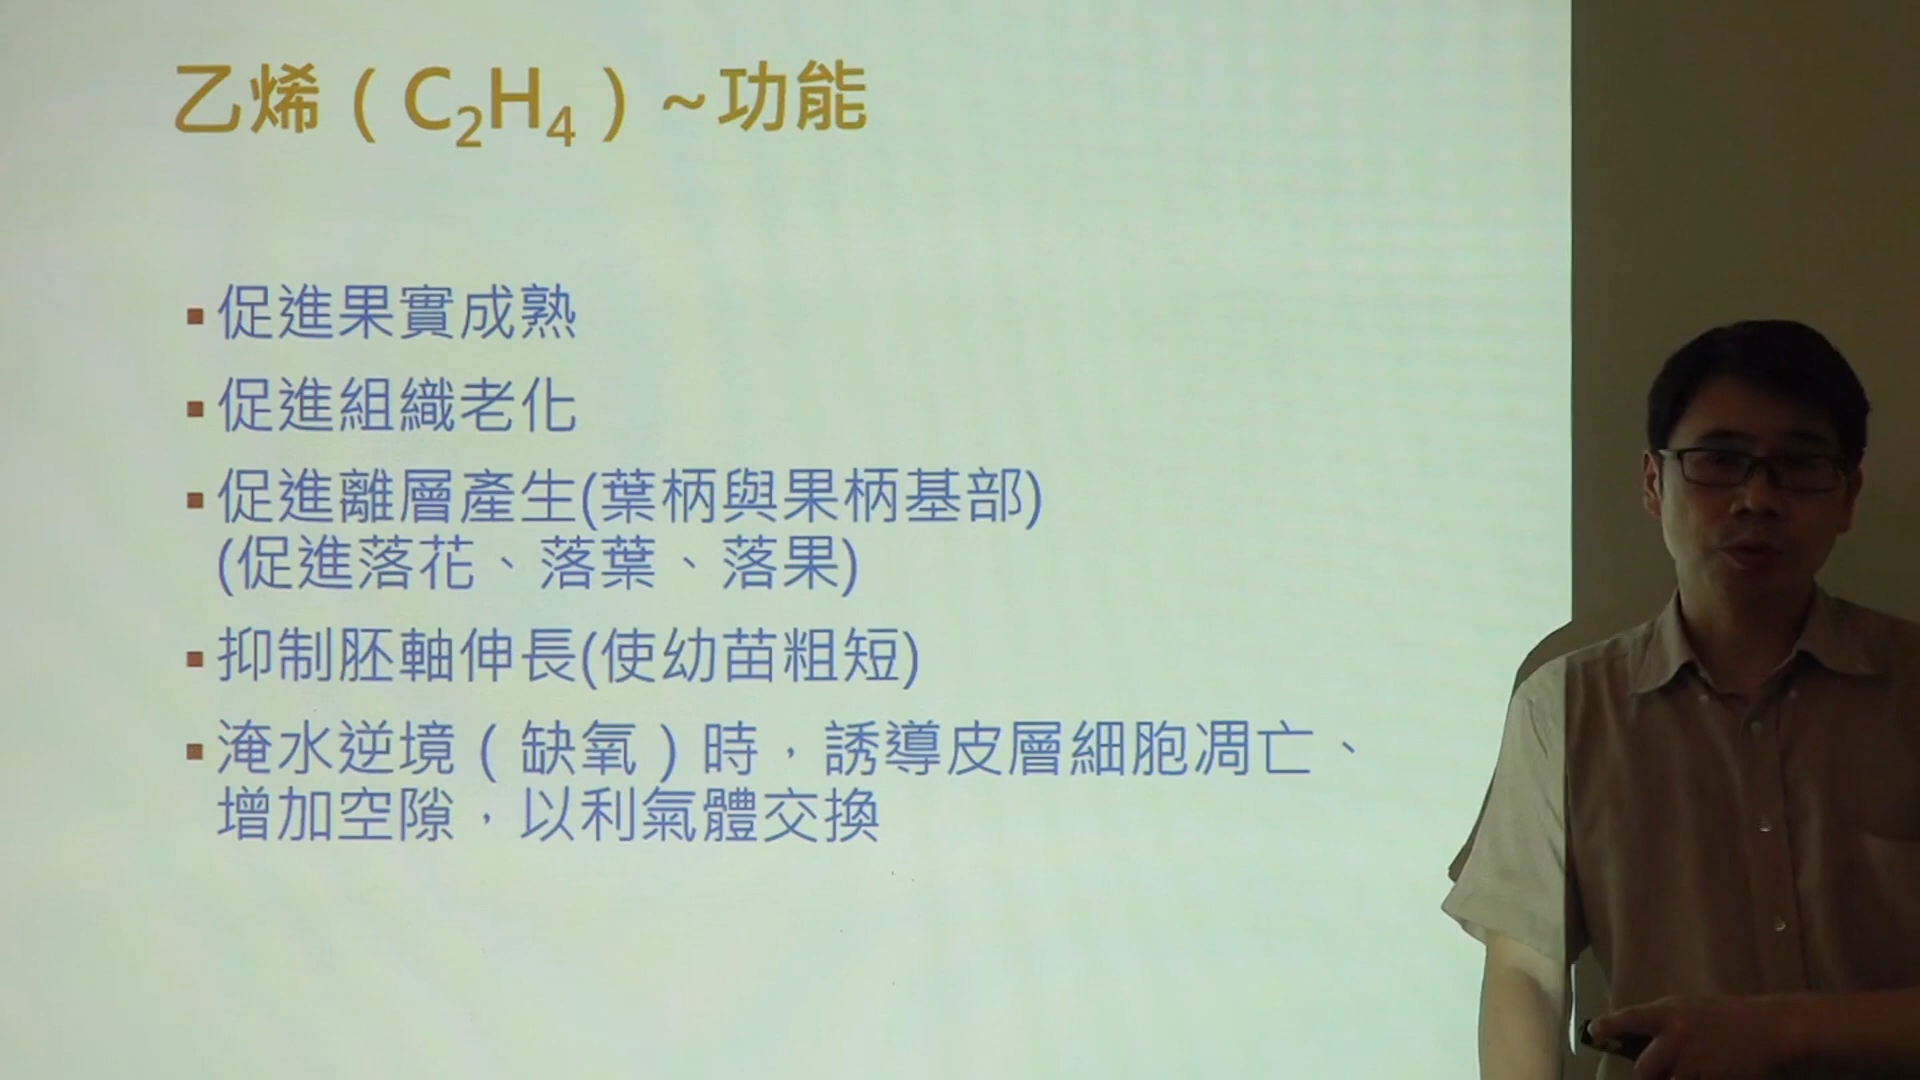 乙烯（C₂H₄）~功能
▪促進果實成熟
▪促進組織老化
▪促進離層產生(葉柄與果柄基部)
(促進落花、落葉、落果)
▪抑制胚軸伸長(使幼苗粗短)
▪淹水逆境（缺氧）時，誘導皮層細胞凋亡、
增加空隙，以利氣體交換